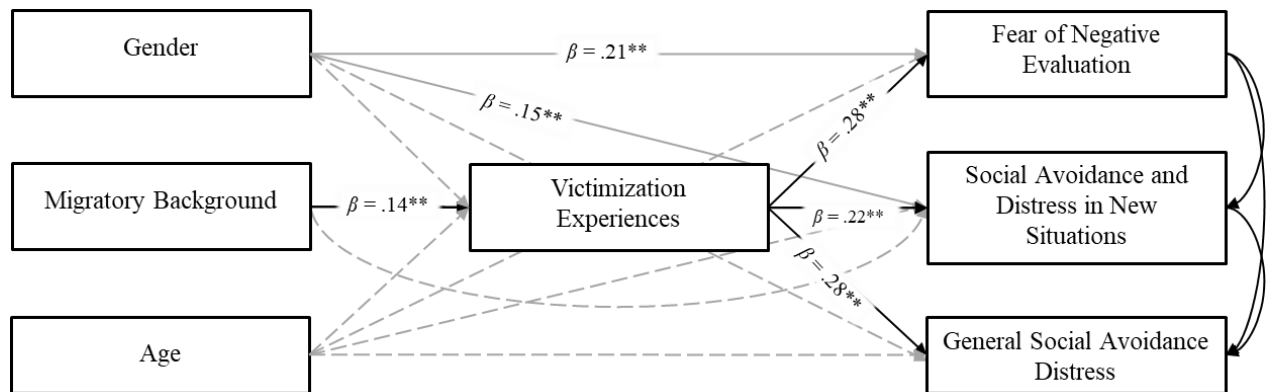 Gender
β = .21**
Fear of Negative
Evaluation
β = .15**
β = .28**
Migratory Background
β = .14**
Victimization
Experiences
β = .22**
Social Avoidance and
Distress in New
Situations
β = .28**
Age
General Social Avoidance
Distress